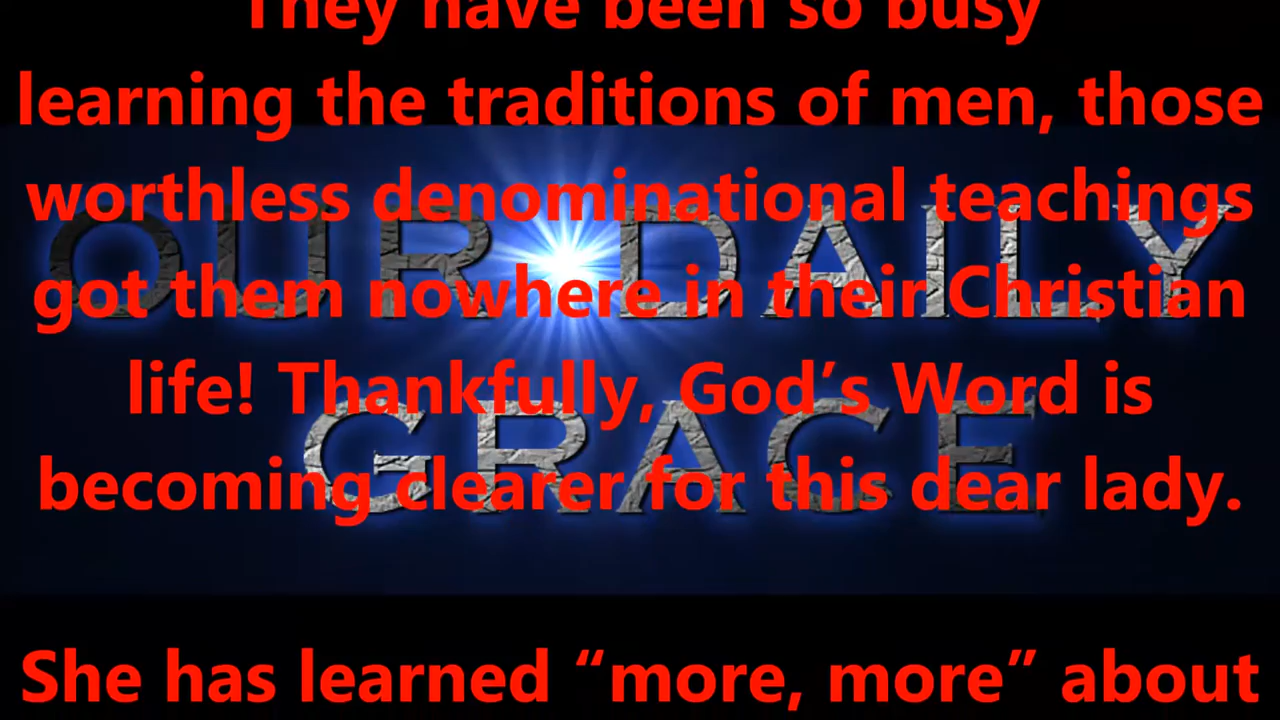 They have been so busy
learning the traditions of men, those
worthless denominational teachings
OUR DAILY
got them nowhere in their Christian
life! Thankfully, God’s Word is
GRACE
becoming clearer for this dear lady.
She has learned “more, more” about